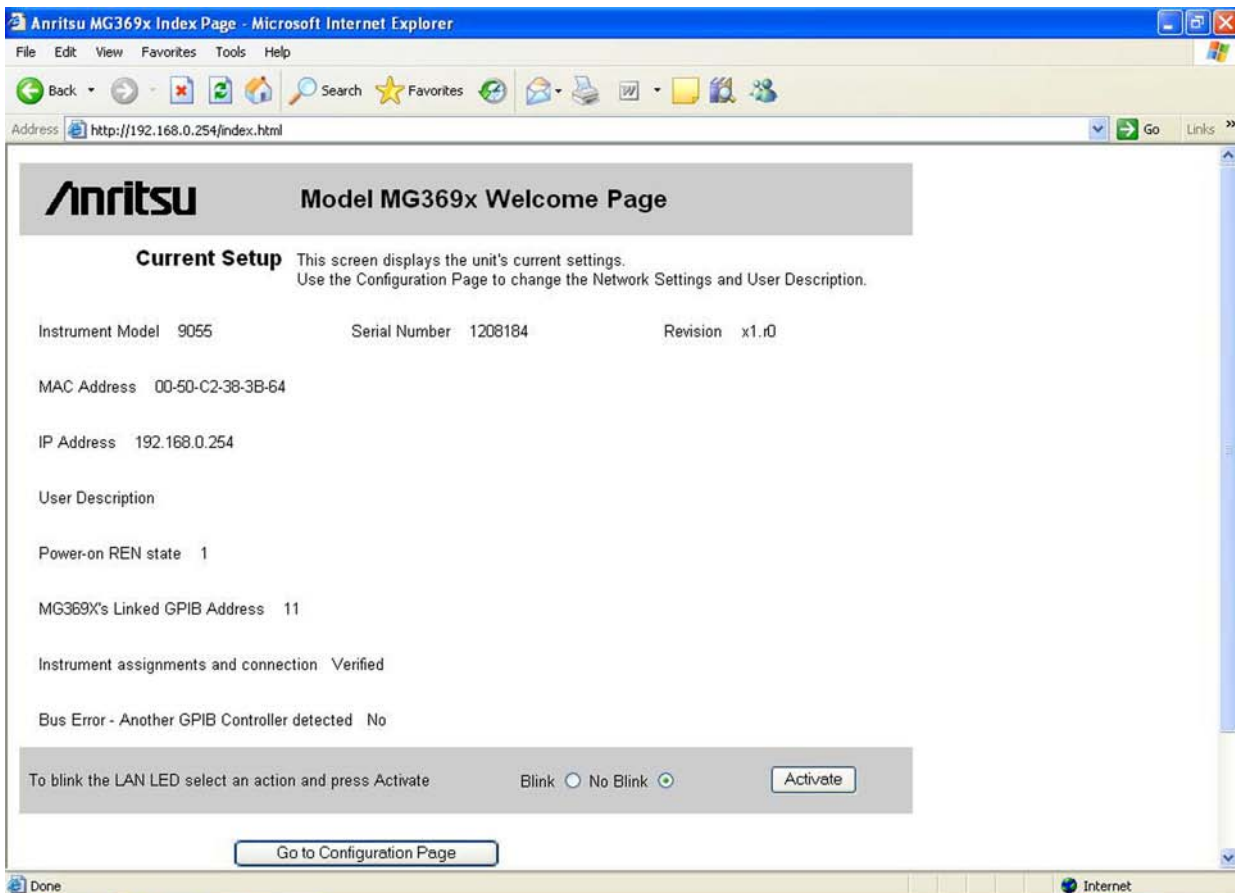 Anritsu MG369x Index Page - Microsoft Internet Explorer
File Edit View Favorites Tools Help
Back Search Favorites
Address http://192.168.0.254/index.html Go Links »
Anritsu Model MG369x Welcome Page
Current Setup This screen displays the unit's current settings.
Use the Configuration Page to change the Network Settings and User Description.
Instrument Model 9055 Serial Number 1208184 Revision x1.r0
MAC Address 00-50-C2-38-3B-64
IP Address 192.168.0.254
User Description
Power-on REN state 1
MG369X's Linked GPIB Address 11
Instrument assignments and connection Verified
Bus Error - Another GPIB Controller detected No
To blink the LAN LED select an action and press Activate Blink No Blink Activate
Go to Configuration Page
Done Internet